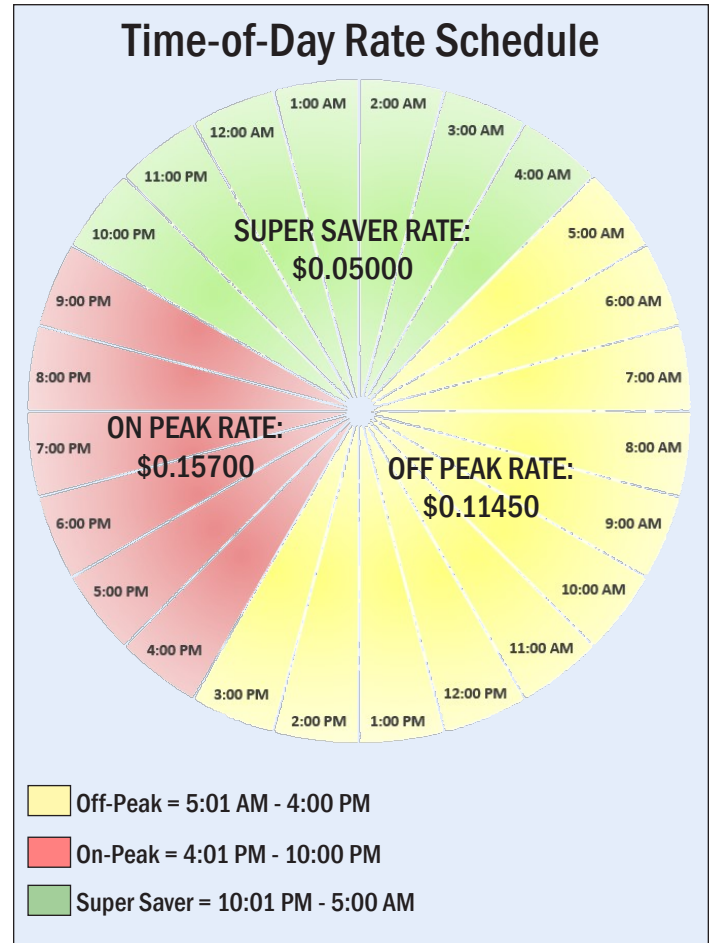 Time-of-Day Rate Schedule
1:00 AM
2:00 AM
3:00 AM
4:00 AM
5:00 AM
6:00 AM
7:00 AM
8:00 AM
9:00 AM
10:00 AM
11:00 AM
12:00 PM
1:00 PM
2:00 PM
3:00 PM
4:00 PM
5:00 PM
6:00 PM
7:00 PM
8:00 PM
9:00 PM
10:00 PM
11:00 PM
12:00 AM
SUPER SAVER RATE:
$0.05000
ON PEAK RATE:
$0.15700
OFF PEAK RATE:
$0.11450
Off-Peak = 5:01 AM - 4:00 PM
On-Peak = 4:01 PM - 10:00 PM
Super Saver = 10:01 PM - 5:00 AM